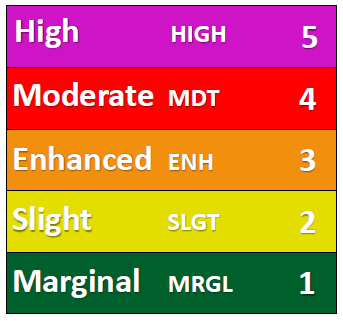 High HIGH 5
Moderate MDT 4
Enhanced ENH 3
Slight SLGT 2
Marginal MRGL 1